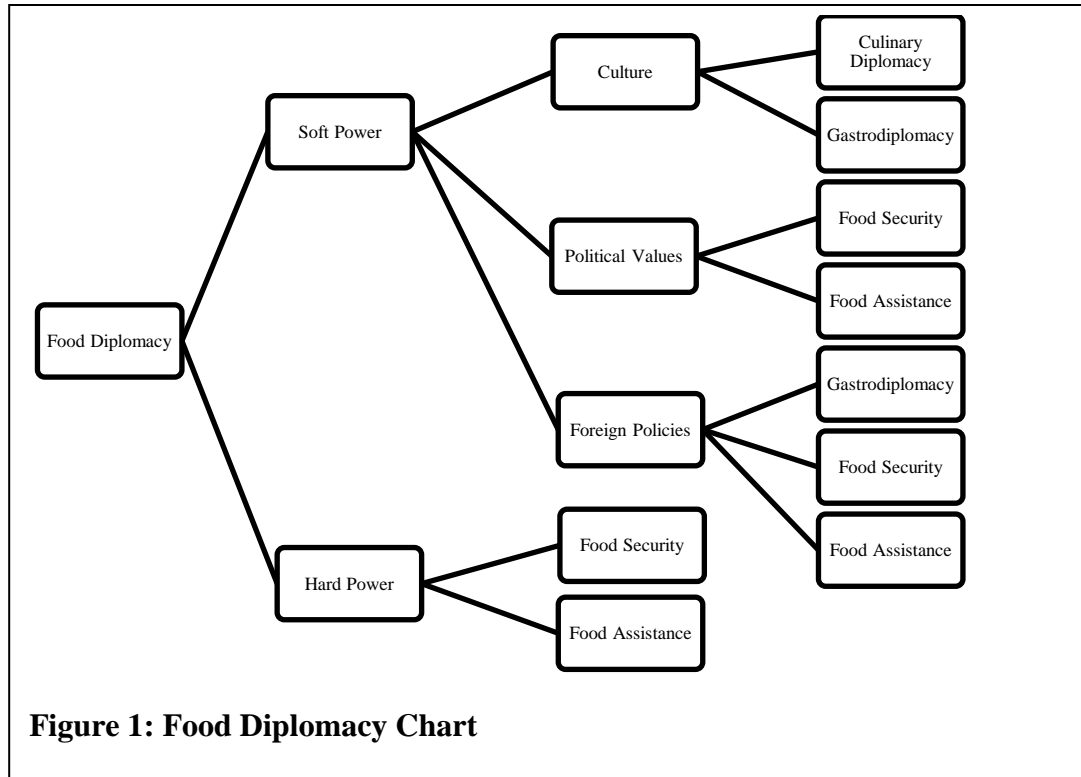 Food Diplomacy
Soft Power
Culture
Culinary
Diplomacy
Gastrodiplomacy
Political Values
Food Security
Food Assistance
Foreign Policies
Gastrodiplomacy
Food Security
Food Assistance
Hard Power
Food Security
Food Assistance
Figure 1: Food Diplomacy Chart